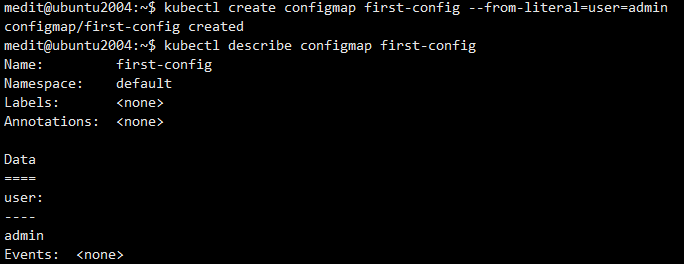 medit@ubuntu2004:~$ kubectl create configmap first-config --from-literal=user=admin
configmap/first-config created
medit@ubuntu2004:~$ kubectl describe configmap first-config
Name:         first-config
Namespace:    default
Labels:       <none>
Annotations:  <none>

Data
====
user:
----
admin
Events:  <none>